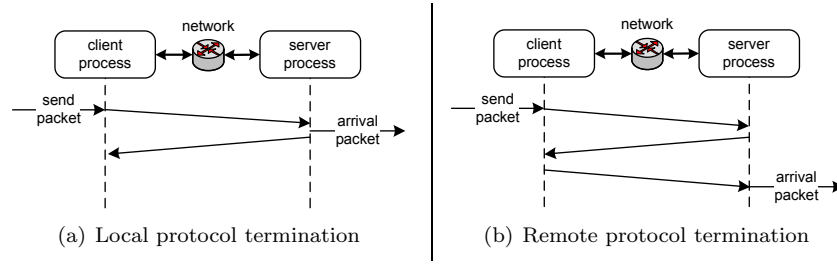 network
client
process
server
process
send
packet
arrival
packet
(a) Local protocol termination
network
client
process
server
process
send
packet
arrival
packet
(b) Remote protocol termination